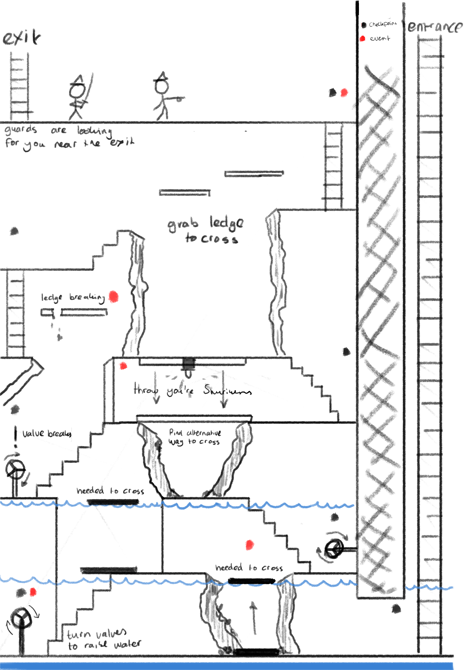 exit
checkpoint
event
entrance
guards are looking
for you near the exit
grab ledge
to cross
ledge breaking
throw you're Shurikens
! Valve breaks
Find alternative
way to cross
needed to cross
needed to cross
turn valves
to raise water